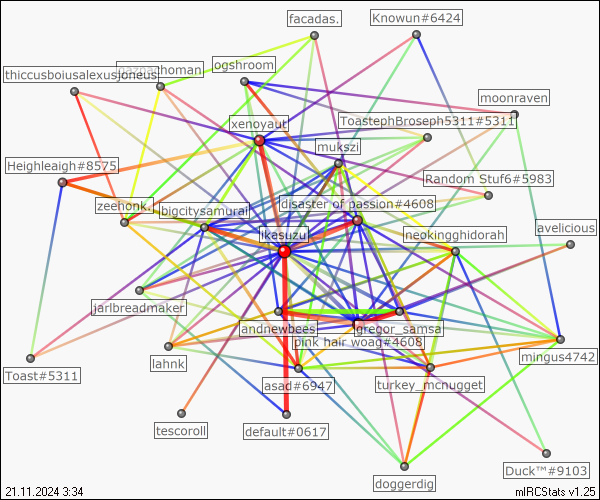 facadas.
Knowun#6424
ogshroom
thiccusboiusalexusjoneus
moonraven
xenoyaut
ToastephBroseph5311#5311
mukszi
Heighleaigh#8575
Random Stuf6#5983
zeehonk.
bigcitysamurai
disaster of passion#4608
likesuzui
neokingghidorah
avelicious
jarlbreadmaker
andnewbees
gregor_samsa
pink hair woag#4608
mingus4742
Toast#5311
lahnk
asad#6947
turkey_mcnugget
tescoroll
default#0617
doggerdig
Duck™#9103
21.11.2024 3:34
mIRCStats v1.25